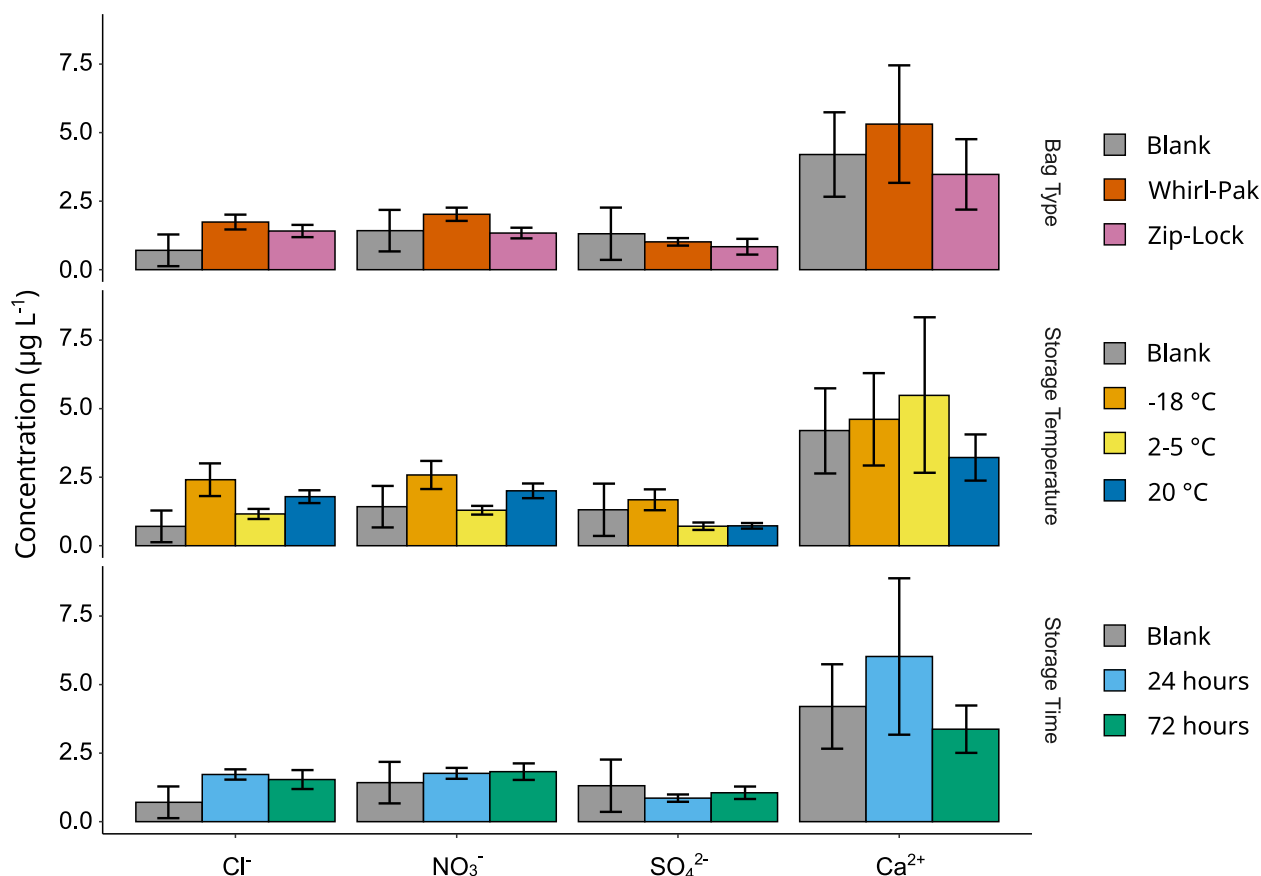 Concentration (µg L⁻¹)
7.5
5.0
2.5
0.0
Bag Type
Blank
Whirl-Pak
Zip-Lock
7.5
5.0
2.5
0.0
Storage Temperature
Blank
-18 °C
2-5 °C
20 °C
7.5
5.0
2.5
0.0
Storage Time
Blank
24 hours
72 hours
Cl⁻ NO₃⁻ SO₄²⁻ Ca²⁺